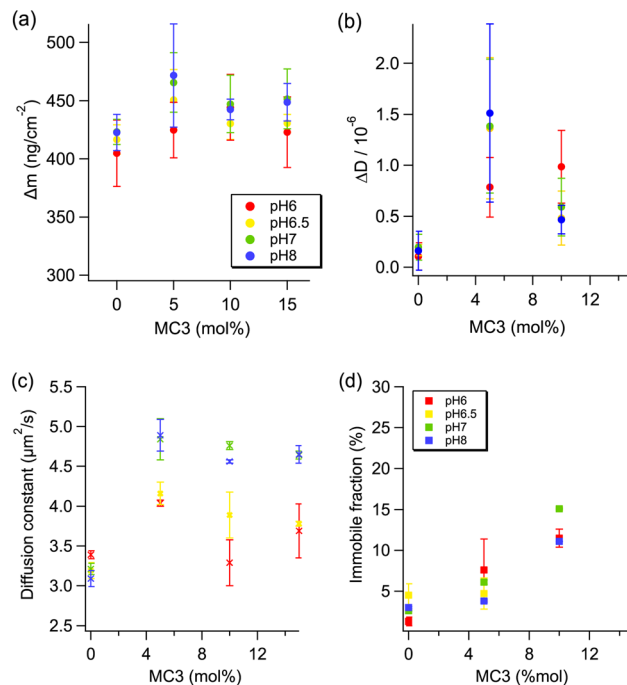 (a)
500
450
400
350
300
Δm (ng/cm⁻²)
pH6
pH6.5
pH7
pH8
0 5 10 15
MC3 (mol%)
(b)
2.0
1.5
1.0
0.5
0.0
ΔD / 10⁻⁶
0 4 8 12
MC3 (mol%)
(c)
5.5
5.0
4.5
4.0
3.5
3.0
2.5
Diffusion constant (μm²/s)
0 4 8 12
MC3 (mol%)
(d)
30
25
20
15
10
5
Immobile fraction (%)
pH6
pH6.5
pH7
pH8
0 4 8 12
MC3 (%mol)